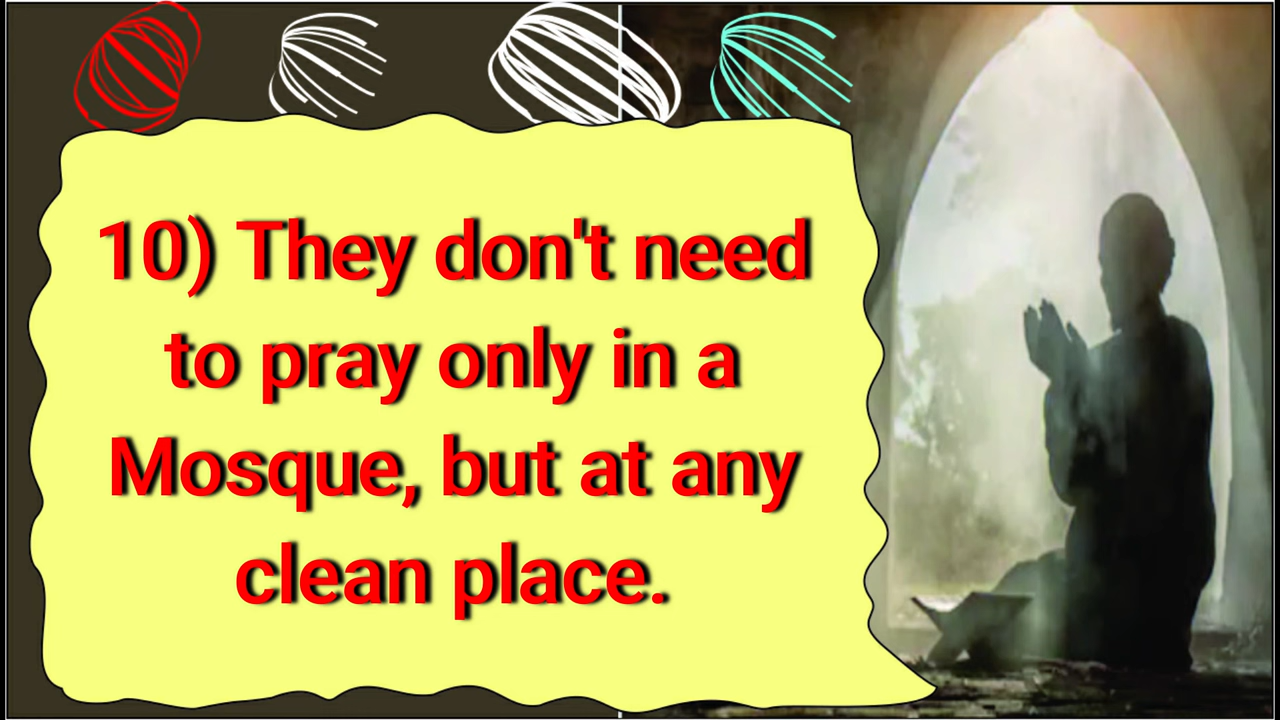 10) They don't need
to pray only in a
Mosque, but at any
clean place.